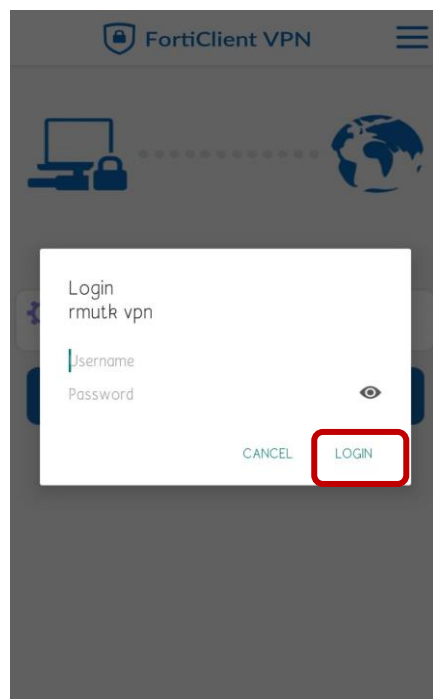 FortiClient VPN
Login
rmutk vpn
Username
Password
CANCEL LOGIN